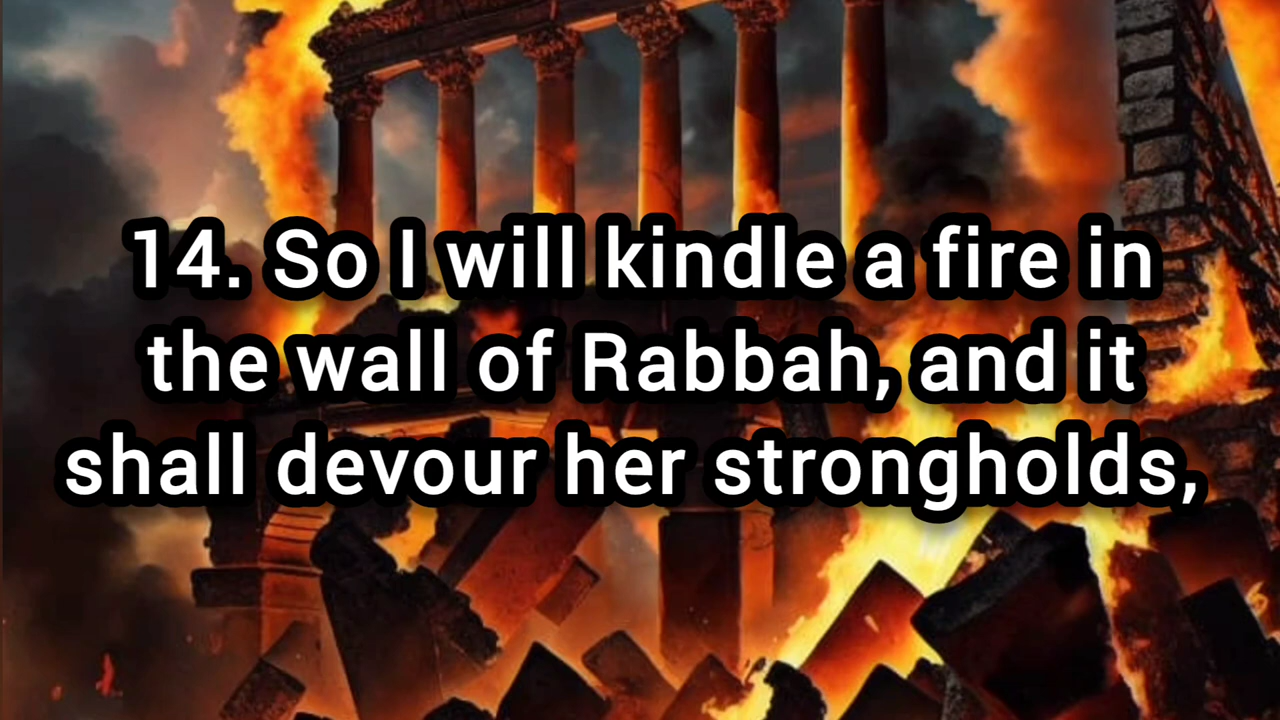 14. So I will kindle a fire in
the wall of Rabbah, and it
shall devour her strongholds,